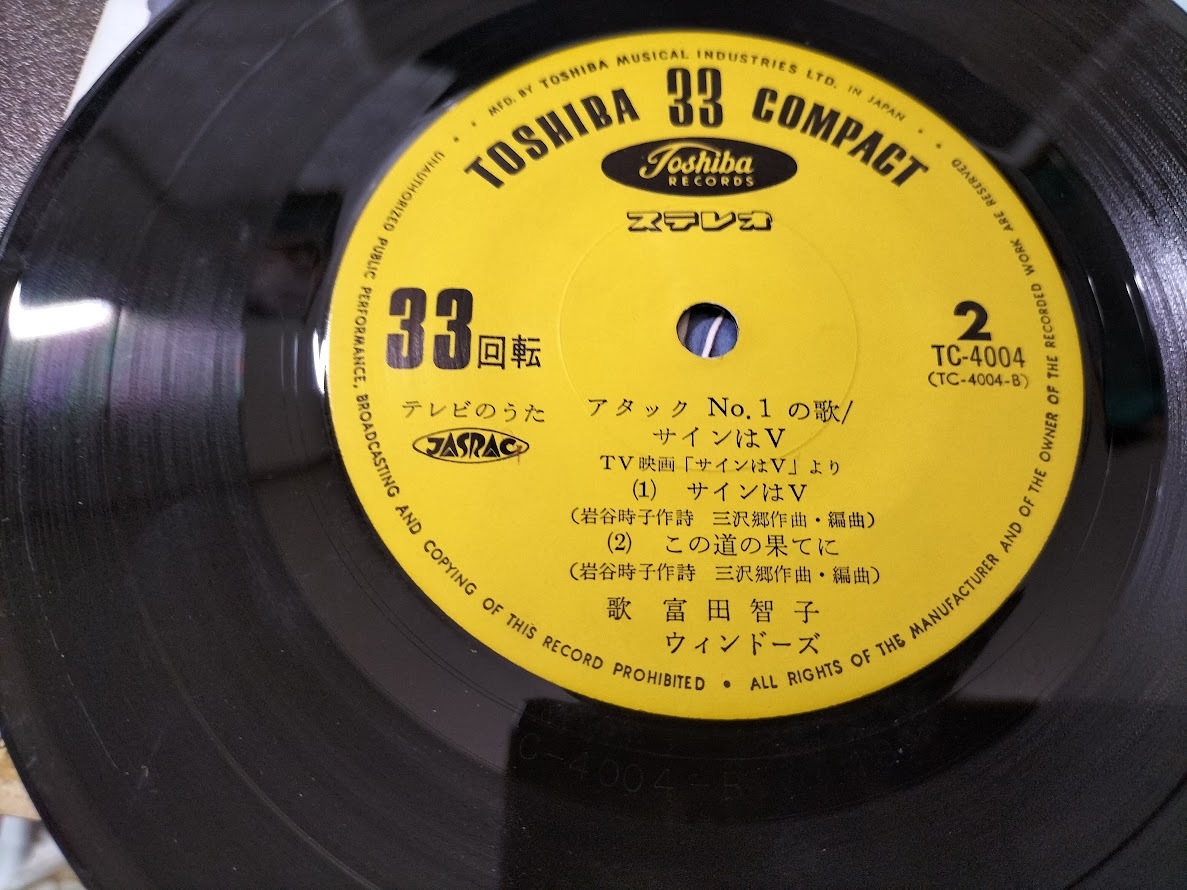 MFD. BY TOSHIBA MUSICAL INDUSTRIES LTD. IN JAPAN
TOSHIBA 33 COMPACT
Toshiba
RECORDS
ステレオ
33回転
2
TC-4004
(TC-4004-B)
テレビのうた
JASRAC
アタック No.1 の歌/
サインはV
TV映画「サインはV」より
(1) サインはV
(岩谷時子作詩 三沢郷作曲・編曲)
(2) この道の果てに
(岩谷時子作詩 三沢郷作曲・編曲)
歌 富田智子
ウィンドーズ
UNAUTHORIZED PUBLIC PERFORMANCE, BROADCASTING AND COPYING OF THIS RECORD PROHIBITED • ALL RIGHTS OF THE MANUFACTURER AND OF THE OWNER OF THE RECORDED WORK ARE RESERVED
C-4004-B